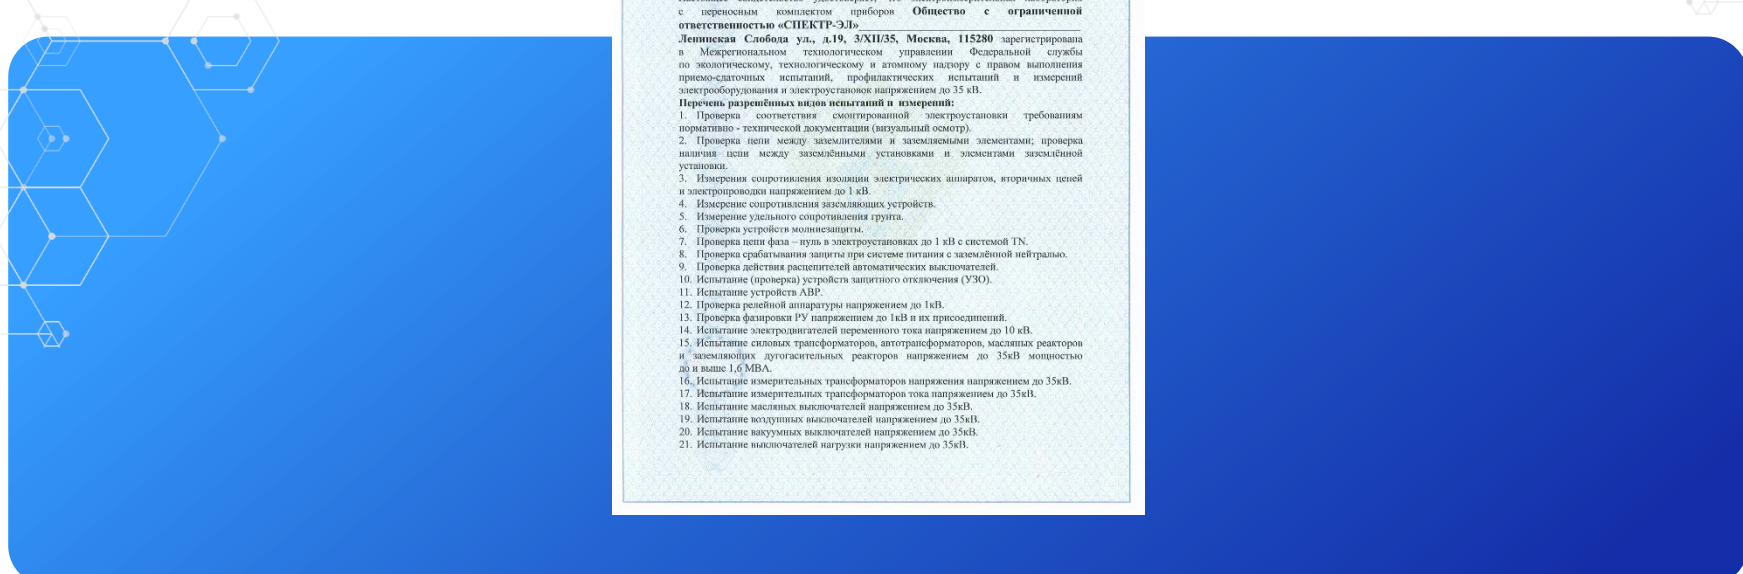 с переносным комплектом приборов Общество с ограниченной
ответственностью «СПЕКТР-ЭЛ»
Ленинская Слобода ул., д.19, 3/XII/35, Москва, 115280 зарегистрирована
в Межрегиональном технологическом управлении Федеральной службы
по экологическому, технологическому и атомному надзору с правом выполнения
приемо-сдаточных испытаний, профилактических испытаний и измерений
электрооборудования и электроустановок напряжением до 35 кВ.
Перечень разрешённых видов испытаний и измерений:
1. Проверка соответствия смонтированной электроустановки требованиям
нормативно - технической документации (визуальный осмотр).
2. Проверка цепи между заземлителями и заземляемыми элементами; проверка
наличия цепи между заземлёнными установками и элементами заземлённой
установки.
3. Измерения сопротивления изоляции электрических аппаратов, вторичных цепей
и электропроводки напряжением до 1 кВ.
4. Измерение сопротивления заземляющих устройств.
5. Измерение удельного сопротивления грунта.
6. Проверка устройств молниезащиты.
7. Проверка цепи фаза – нуль в электроустановках до 1 кВ с системой TN.
8. Проверка срабатывания защиты при системе питания с заземлённой нейтралью.
9. Проверка действия расцепителей автоматических выключателей.
10. Испытание (проверка) устройств защитного отключения (УЗО).
11. Испытание устройств АВР.
12. Проверка релейной аппаратуры напряжением до 1кВ.
13. Проверка фазировки РУ напряжением до 1кВ и их присоединений.
14. Испытание электродвигателей переменного тока напряжением до 10 кВ.
15. Испытание силовых трансформаторов, автотрансформаторов, масляных реакторов
и заземляющих дугогасительных реакторов напряжением до 35кВ мощностью
до и выше 1,6 МВА.
16. Испытание измерительных трансформаторов напряжения напряжением до 35кВ.
17. Испытание измерительных трансформаторов тока напряжением до 35кВ.
18. Испытание масляных выключателей напряжением до 35кВ.
19. Испытание воздушных выключателей напряжением до 35кВ.
20. Испытание вакуумных выключателей напряжением до 35кВ.
21. Испытание выключателей нагрузки напряжением до 35кВ.